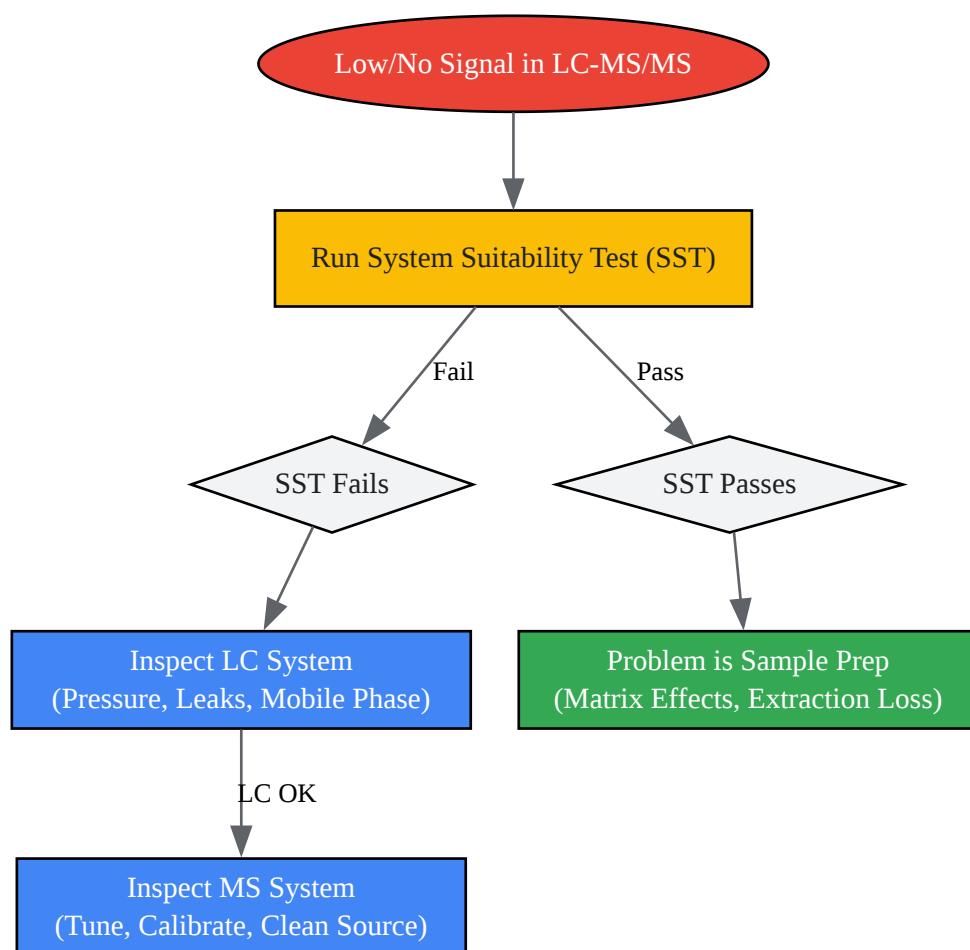 Low/No Signal in LC-MS/MS
Run System Suitability Test (SST)
Fail
Pass
SST Fails
SST Passes
Inspect LC System
(Pressure, Leaks, Mobile Phase)
Problem is Sample Prep
(Matrix Effects, Extraction Loss)
LC OK
Inspect MS System
(Tune, Calibrate, Clean Source)